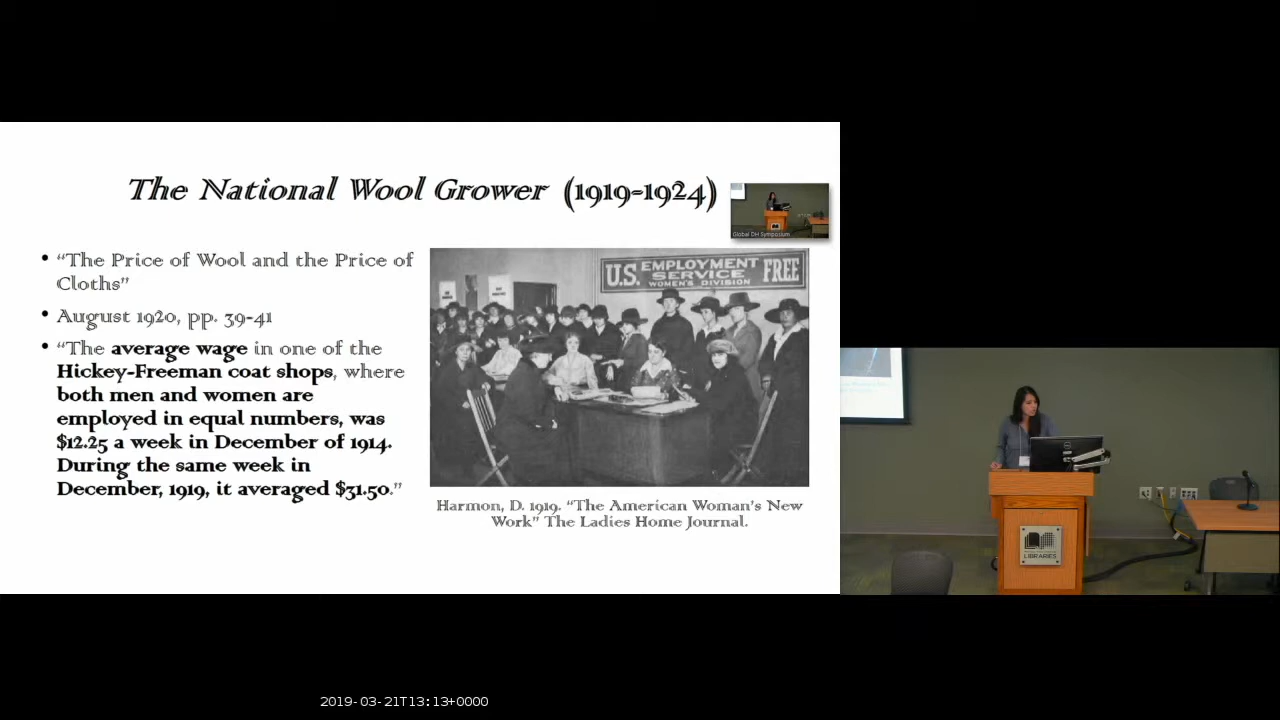 The National Wool Grower (1919-1924)
Global DH Symposium
• “The Price of Wool and the Price of
Cloths”
• August 1920, pp. 39-41
• “The average wage in one of the
Hickey-Freeman coat shops, where
both men and women are
employed in equal numbers, was
$12.25 a week in December of 1914.
During the same week in
December, 1919, it averaged $31.50.”
U.S. EMPLOYMENT
SERVICE FREE
WOMEN'S DIVISION
Harmon, D. 1919. “The American Woman’s New
Work” The Ladies Home Journal.
LIBRARIES
2019-03-21T13:13+0000